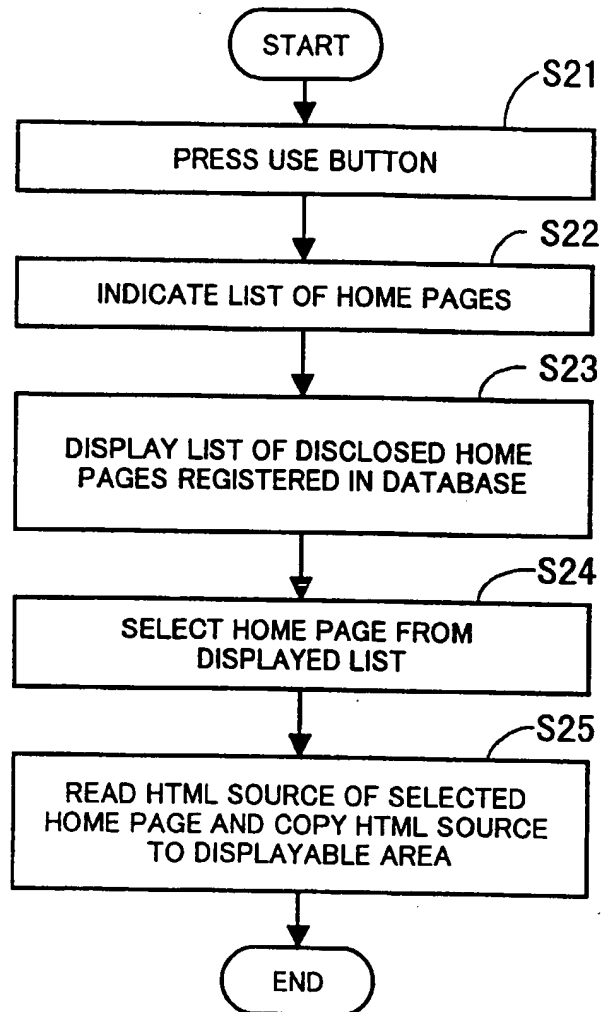 START
S21
PRESS USE BUTTON
S22
INDICATE LIST OF HOME PAGES
S23
DISPLAY LIST OF DISCLOSED HOME
PAGES REGISTERED IN DATABASE
S24
SELECT HOME PAGE FROM
DISPLAYED LIST
S25
READ HTML SOURCE OF SELECTED
HOME PAGE AND COPY HTML SOURCE
TO DISPLAYABLE AREA
END